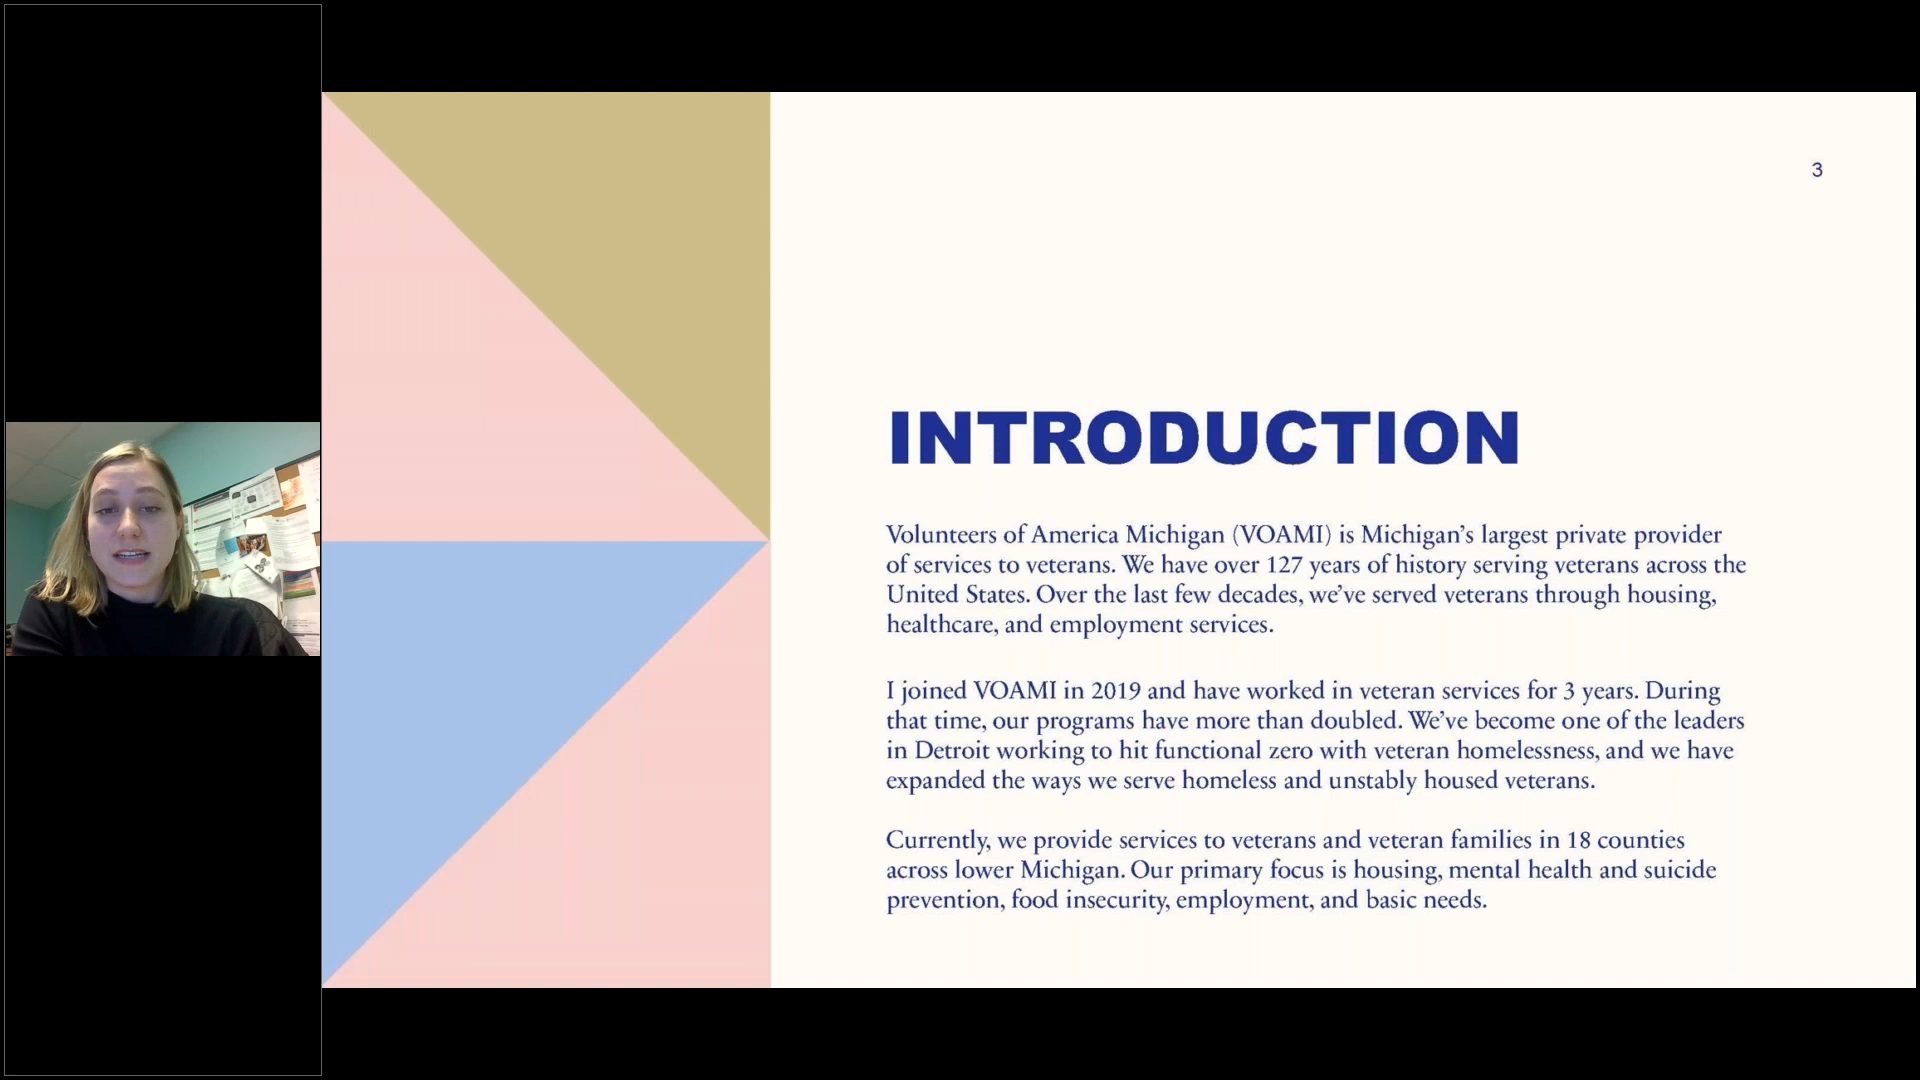 3
INTRODUCTION
Volunteers of America Michigan (VOAMI) is Michigan’s largest private provider
of services to veterans. We have over 127 years of history serving veterans across the
United States. Over the last few decades, we’ve served veterans through housing,
healthcare, and employment services.
I joined VOAMI in 2019 and have worked in veteran services for 3 years. During
that time, our programs have more than doubled. We’ve become one of the leaders
in Detroit working to hit functional zero with veteran homelessness, and we have
expanded the ways we serve homeless and unstably housed veterans.
Currently, we provide services to veterans and veteran families in 18 counties
across lower Michigan. Our primary focus is housing, mental health and suicide
prevention, food insecurity, employment, and basic needs.